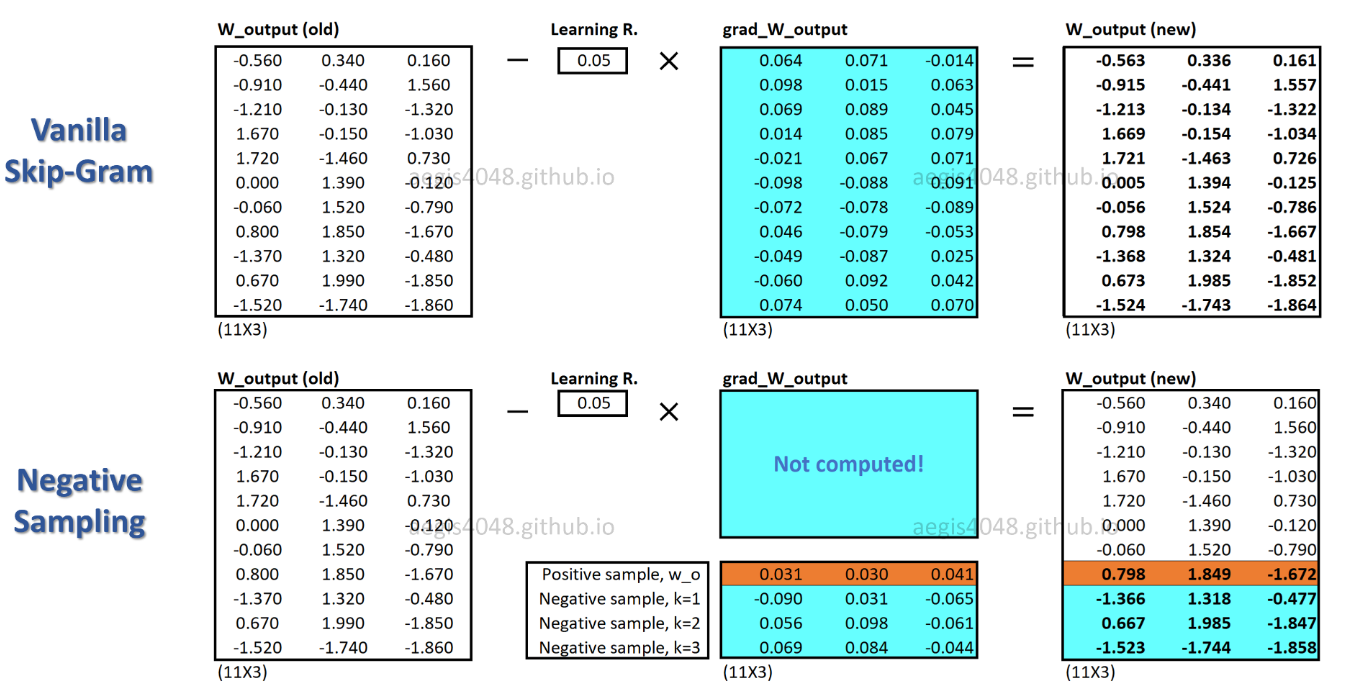 W_output (old) Learning R. grad_W_output W_output (new)
-0.560 0.340 0.160 − 0.05 × 0.064 0.071 -0.014 = -0.563 0.336 0.161
-0.910 -0.440 1.560 0.098 0.015 0.063 -0.915 -0.441 1.557
-1.210 -0.130 -1.320 0.069 0.089 0.045 -1.213 -0.134 -1.322
Vanilla
Skip-Gram
1.670 -0.150 -1.030 0.014 0.085 0.079 1.669 -0.154 -1.034
1.720 -1.460 0.730 -0.021 0.067 0.071 1.721 -1.463 0.726
aegis4048.github.io aegis4048.github.io
0.000 1.390 -0.120 -0.098 -0.088 0.091 0.005 1.394 -0.125
-0.060 1.520 -0.790 -0.072 -0.078 -0.089 -0.056 1.524 -0.786
0.800 1.850 -1.670 0.046 -0.079 -0.053 0.798 1.854 -1.667
-1.370 1.320 -0.480 -0.049 -0.087 0.025 -1.368 1.324 -0.481
0.670 1.990 -1.850 -0.060 0.092 0.042 0.673 1.985 -1.852
-1.520 -1.740 -1.860 0.074 0.050 0.070 -1.524 -1.743 -1.864
(11X3) (11X3) (11X3)
W_output (old) Learning R. grad_W_output W_output (new)
-0.560 0.340 0.160 − 0.05 × = -0.560 0.340 0.160
-0.910 -0.440 1.560 -0.910 -0.440 1.560
-1.210 -0.130 -1.320 Not computed! -1.210 -0.130 -1.320
Negative
Sampling
1.670 -0.150 -1.030 1.670 -0.150 -1.030
1.720 -1.460 0.730 1.720 -1.460 0.730
0.000 1.390 -0.120 0.000 1.390 -0.120
aegis4048.github.io aegis4048.github.io
-0.060 1.520 -0.790 -0.060 1.520 -0.790
0.800 1.850 -1.670 Positive sample, w_o 0.031 0.030 0.041 0.798 1.849 -1.672
-1.370 1.320 -0.480 Negative sample, k=1 -0.090 0.031 -0.065 -1.366 1.318 -0.477
0.670 1.990 -1.850 Negative sample, k=2 0.056 0.098 -0.061 0.667 1.985 -1.847
-1.520 -1.740 -1.860 Negative sample, k=3 0.069 0.084 -0.044 -1.523 -1.744 -1.858
(11X3) (11X3) (11X3)